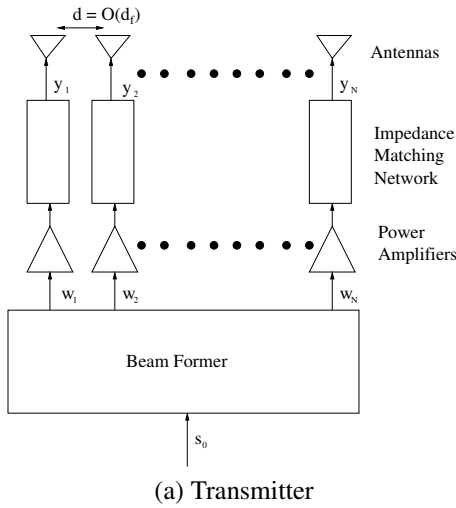 d = O(d_f)
Antennas
y_1
y_2
y_N
Impedance
Matching
Network
Power
Amplifiers
w_1
w_2
w_N
Beam Former
s_0
(a) Transmitter